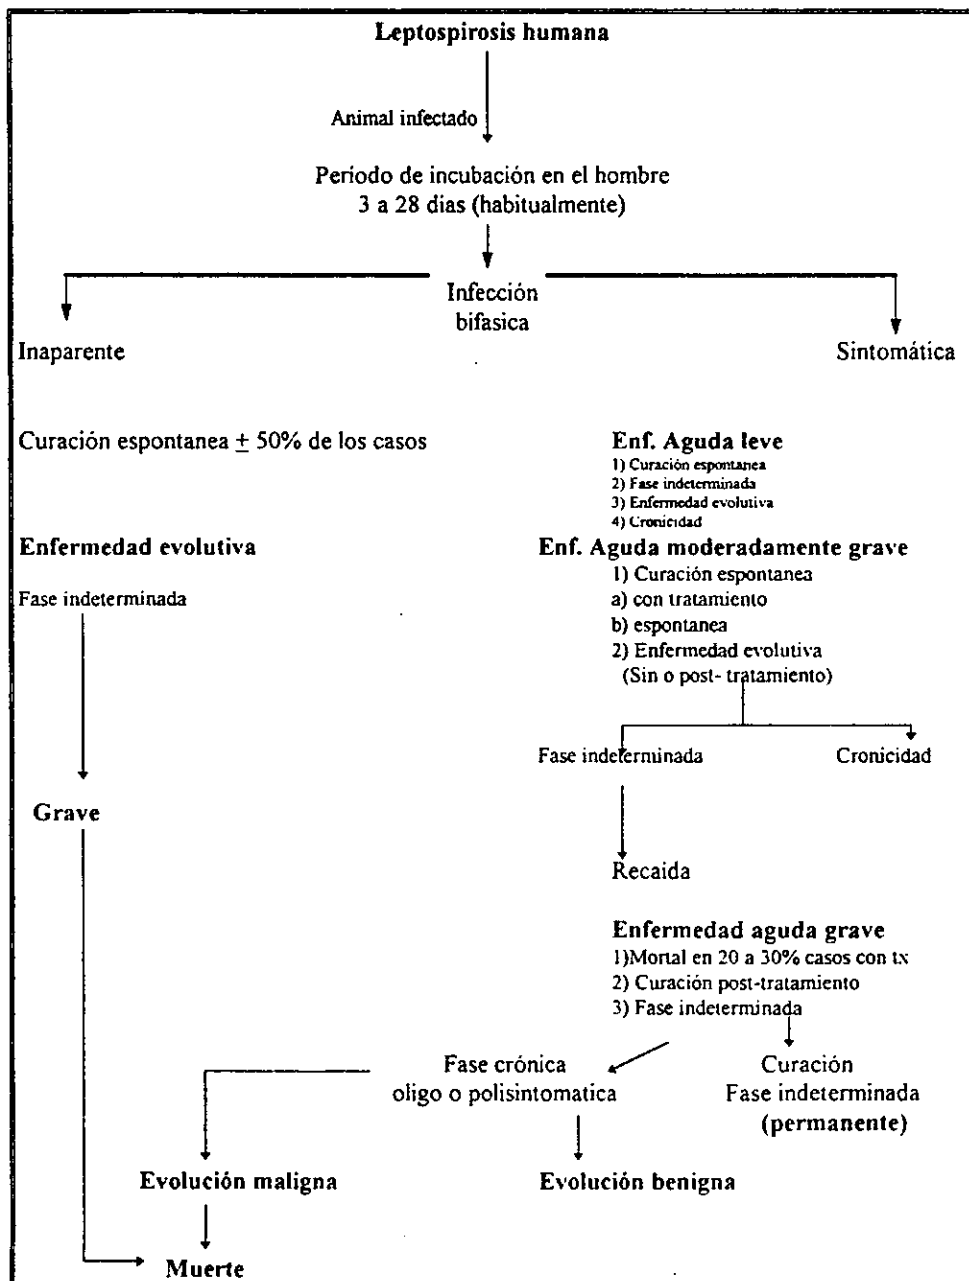 Leptospirosis humana
Animal infectado
Período de incubación en el hombre
3 a 28 dias (habitualmente)
Infección
bifasica
Inaparente
Sintomática
Curación espontanea ± 50% de los casos
Enf. Aguda leve
1) Curación espontanea
2) Fase indeterminada
3) Enfermedad evolutiva
4) Cronicidad
Enfermedad evolutiva
Enf. Aguda moderadamente grave
Fase indeterminada
1) Curación espontanea
a) con tratamiento
b) espontanea
2) Enfermedad evolutiva
(Sin o post- tratamiento)
Fase indeterminada
Cronicidad
Grave
Recaida
Enfermedad aguda grave
1)Mortal en 20 a 30% casos con tx
2) Curación post-tratamiento
3) Fase indeterminada
Fase crónica
oligo o polisintomatica
Curación
Fase indeterminada
(permanente)
Evolución maligna
Evolución benigna
Muerte